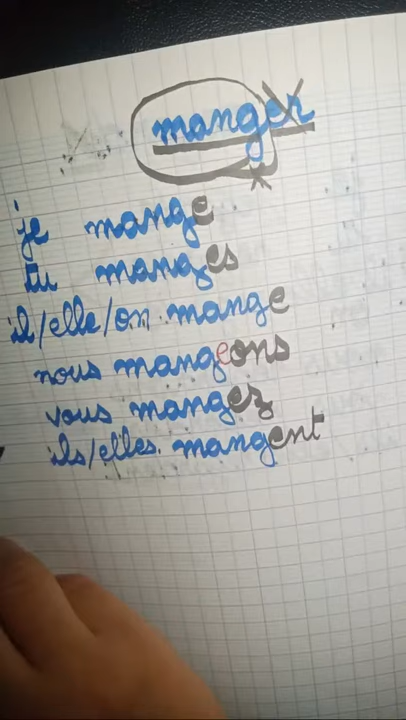 manger
je mange
tu manges
il/elle/on mange
nous mangeons
vous mangez
ils/elles mangent